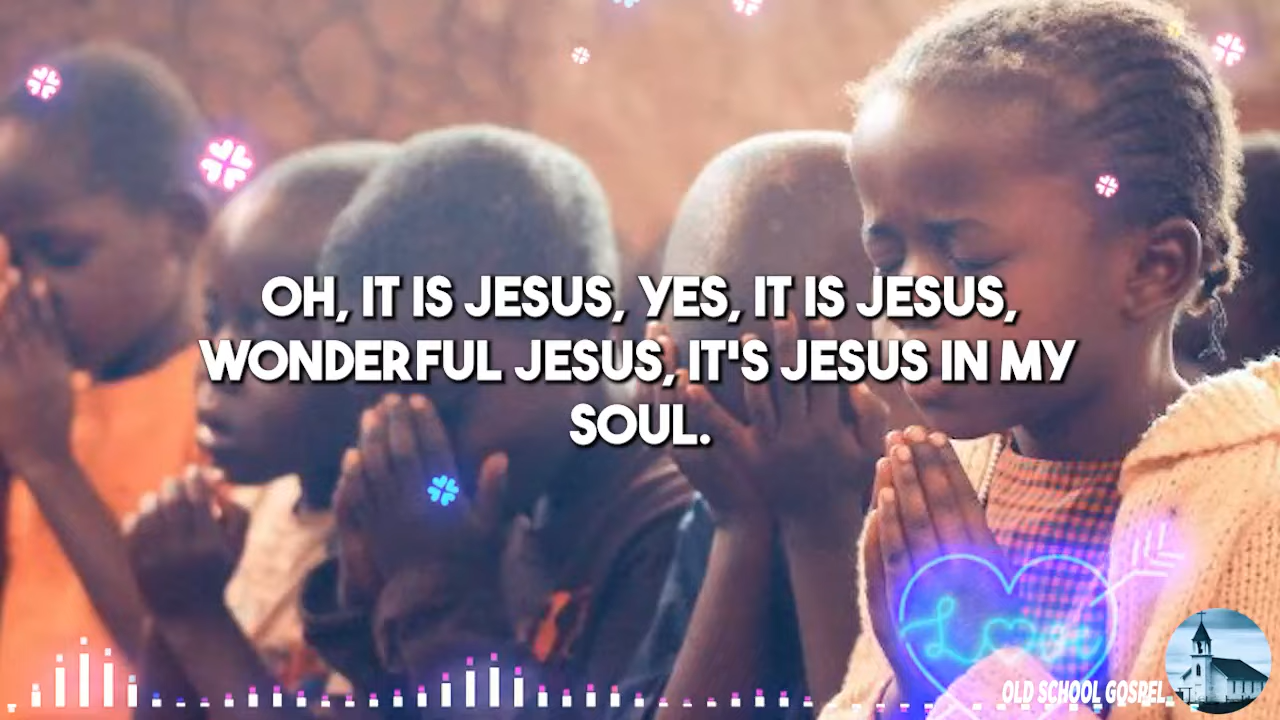 OH, IT IS JESUS, YES, IT IS JESUS,
WONDERFUL JESUS, IT'S JESUS IN MY
SOUL.
Love
OLD SCHOOL GOSPEL